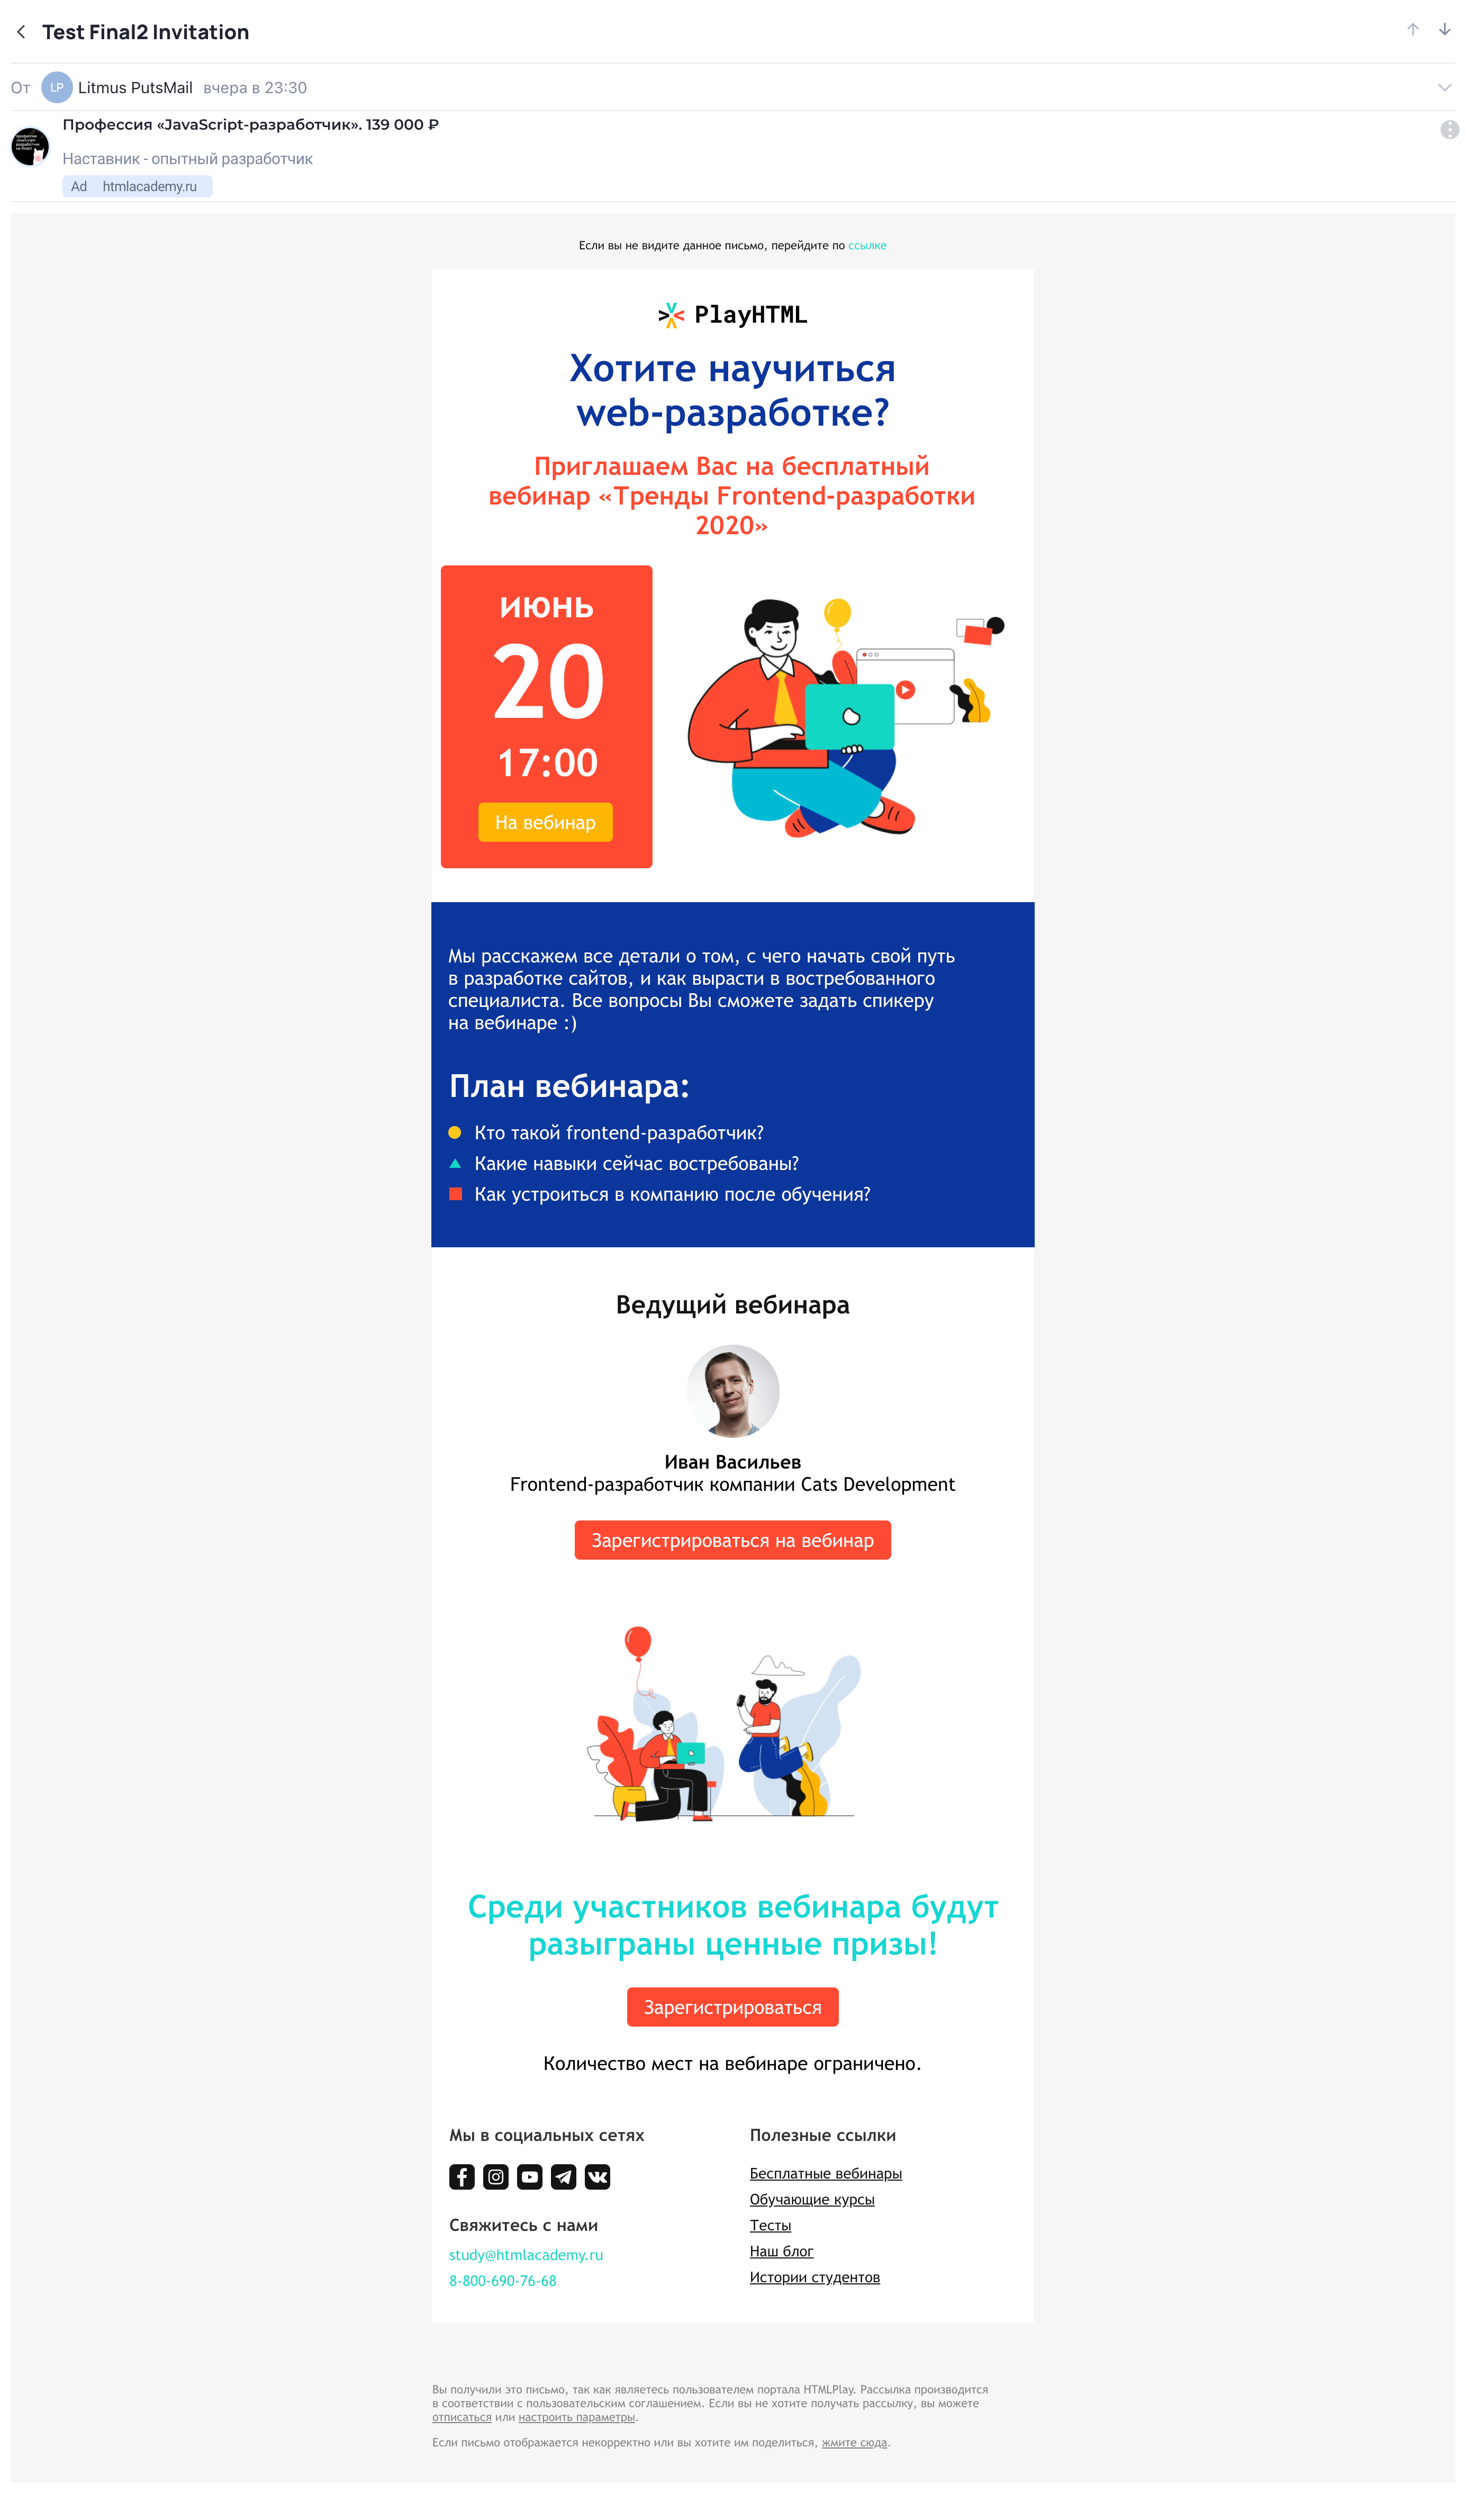 Test Final2 Invitation
От LP Litmus PutsMail вчера в 23:30
Профессия «JavaScript-разработчик». 139 000 ₽
Наставник - опытный разработчик
Ad htmlacademy.ru
Если вы не видите данное письмо, перейдите по ссылке
PlayHTML
Хотите научиться
web-разработке?
Приглашаем Вас на бесплатный
вебинар «Тренды Frontend-разработки
2020»
июнь
20
17:00
На вебинар
Мы расскажем все детали о том, с чего начать свой путь
в разработке сайтов, и как вырасти в востребованного
специалиста. Все вопросы Вы сможете задать спикеру
на вебинаре :)
План вебинара:
Кто такой frontend-разработчик?
Какие навыки сейчас востребованы?
Как устроиться в компанию после обучения?
Ведущий вебинара
Иван Васильев
Frontend-разработчик компании Cats Development
Зарегистрироваться на вебинар
Среди участников вебинара будут
разыграны ценные призы!
Зарегистрироваться
Количество мест на вебинаре ограничено.
Мы в социальных сетях
Свяжитесь с нами
study@htmlacademy.ru
8-800-690-76-68
Полезные ссылки
Бесплатные вебинары
Обучающие курсы
Тесты
Наш блог
Истории студентов
Вы получили это письмо, так как являетесь пользователем портала HTMLPlay. Рассылка производится
в соответствии с пользовательским соглашением. Если вы не хотите получать рассылку, вы можете
отписаться или настроить параметры.
Если письмо отображается некорректно или вы хотите им поделиться, жмите сюда.